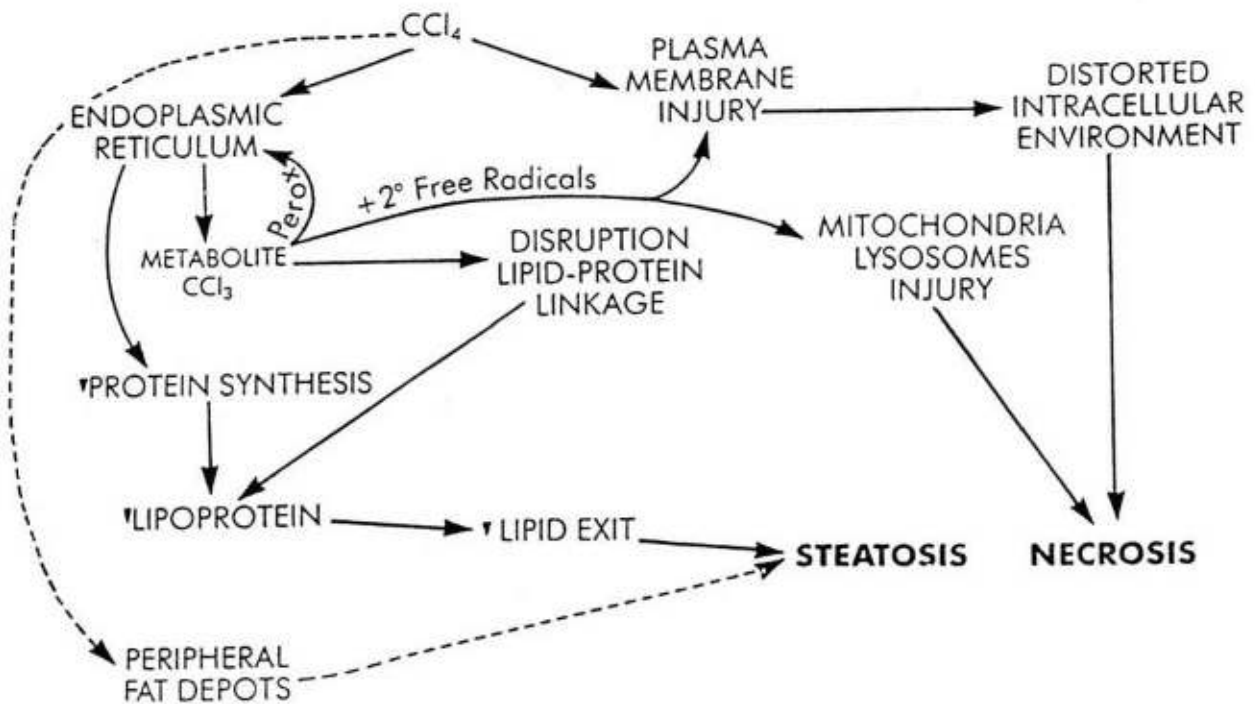 CCl₄
PLASMA
MEMBRANE
INJURY
DISTORTED
INTRACELLULAR
ENVIRONMENT
ENDOPLASMIC
RETICULUM
Perox
+2° Free Radicals
METABOLITE
CCl₃
DISRUPTION
LIPID-PROTEIN
LINKAGE
MITOCHONDRIA
LYSOSOMES
INJURY
▼PROTEIN SYNTHESIS
▼LIPOPROTEIN
▼ LIPID EXIT
STEATOSIS
NECROSIS
PERIPHERAL
FAT DEPOTS